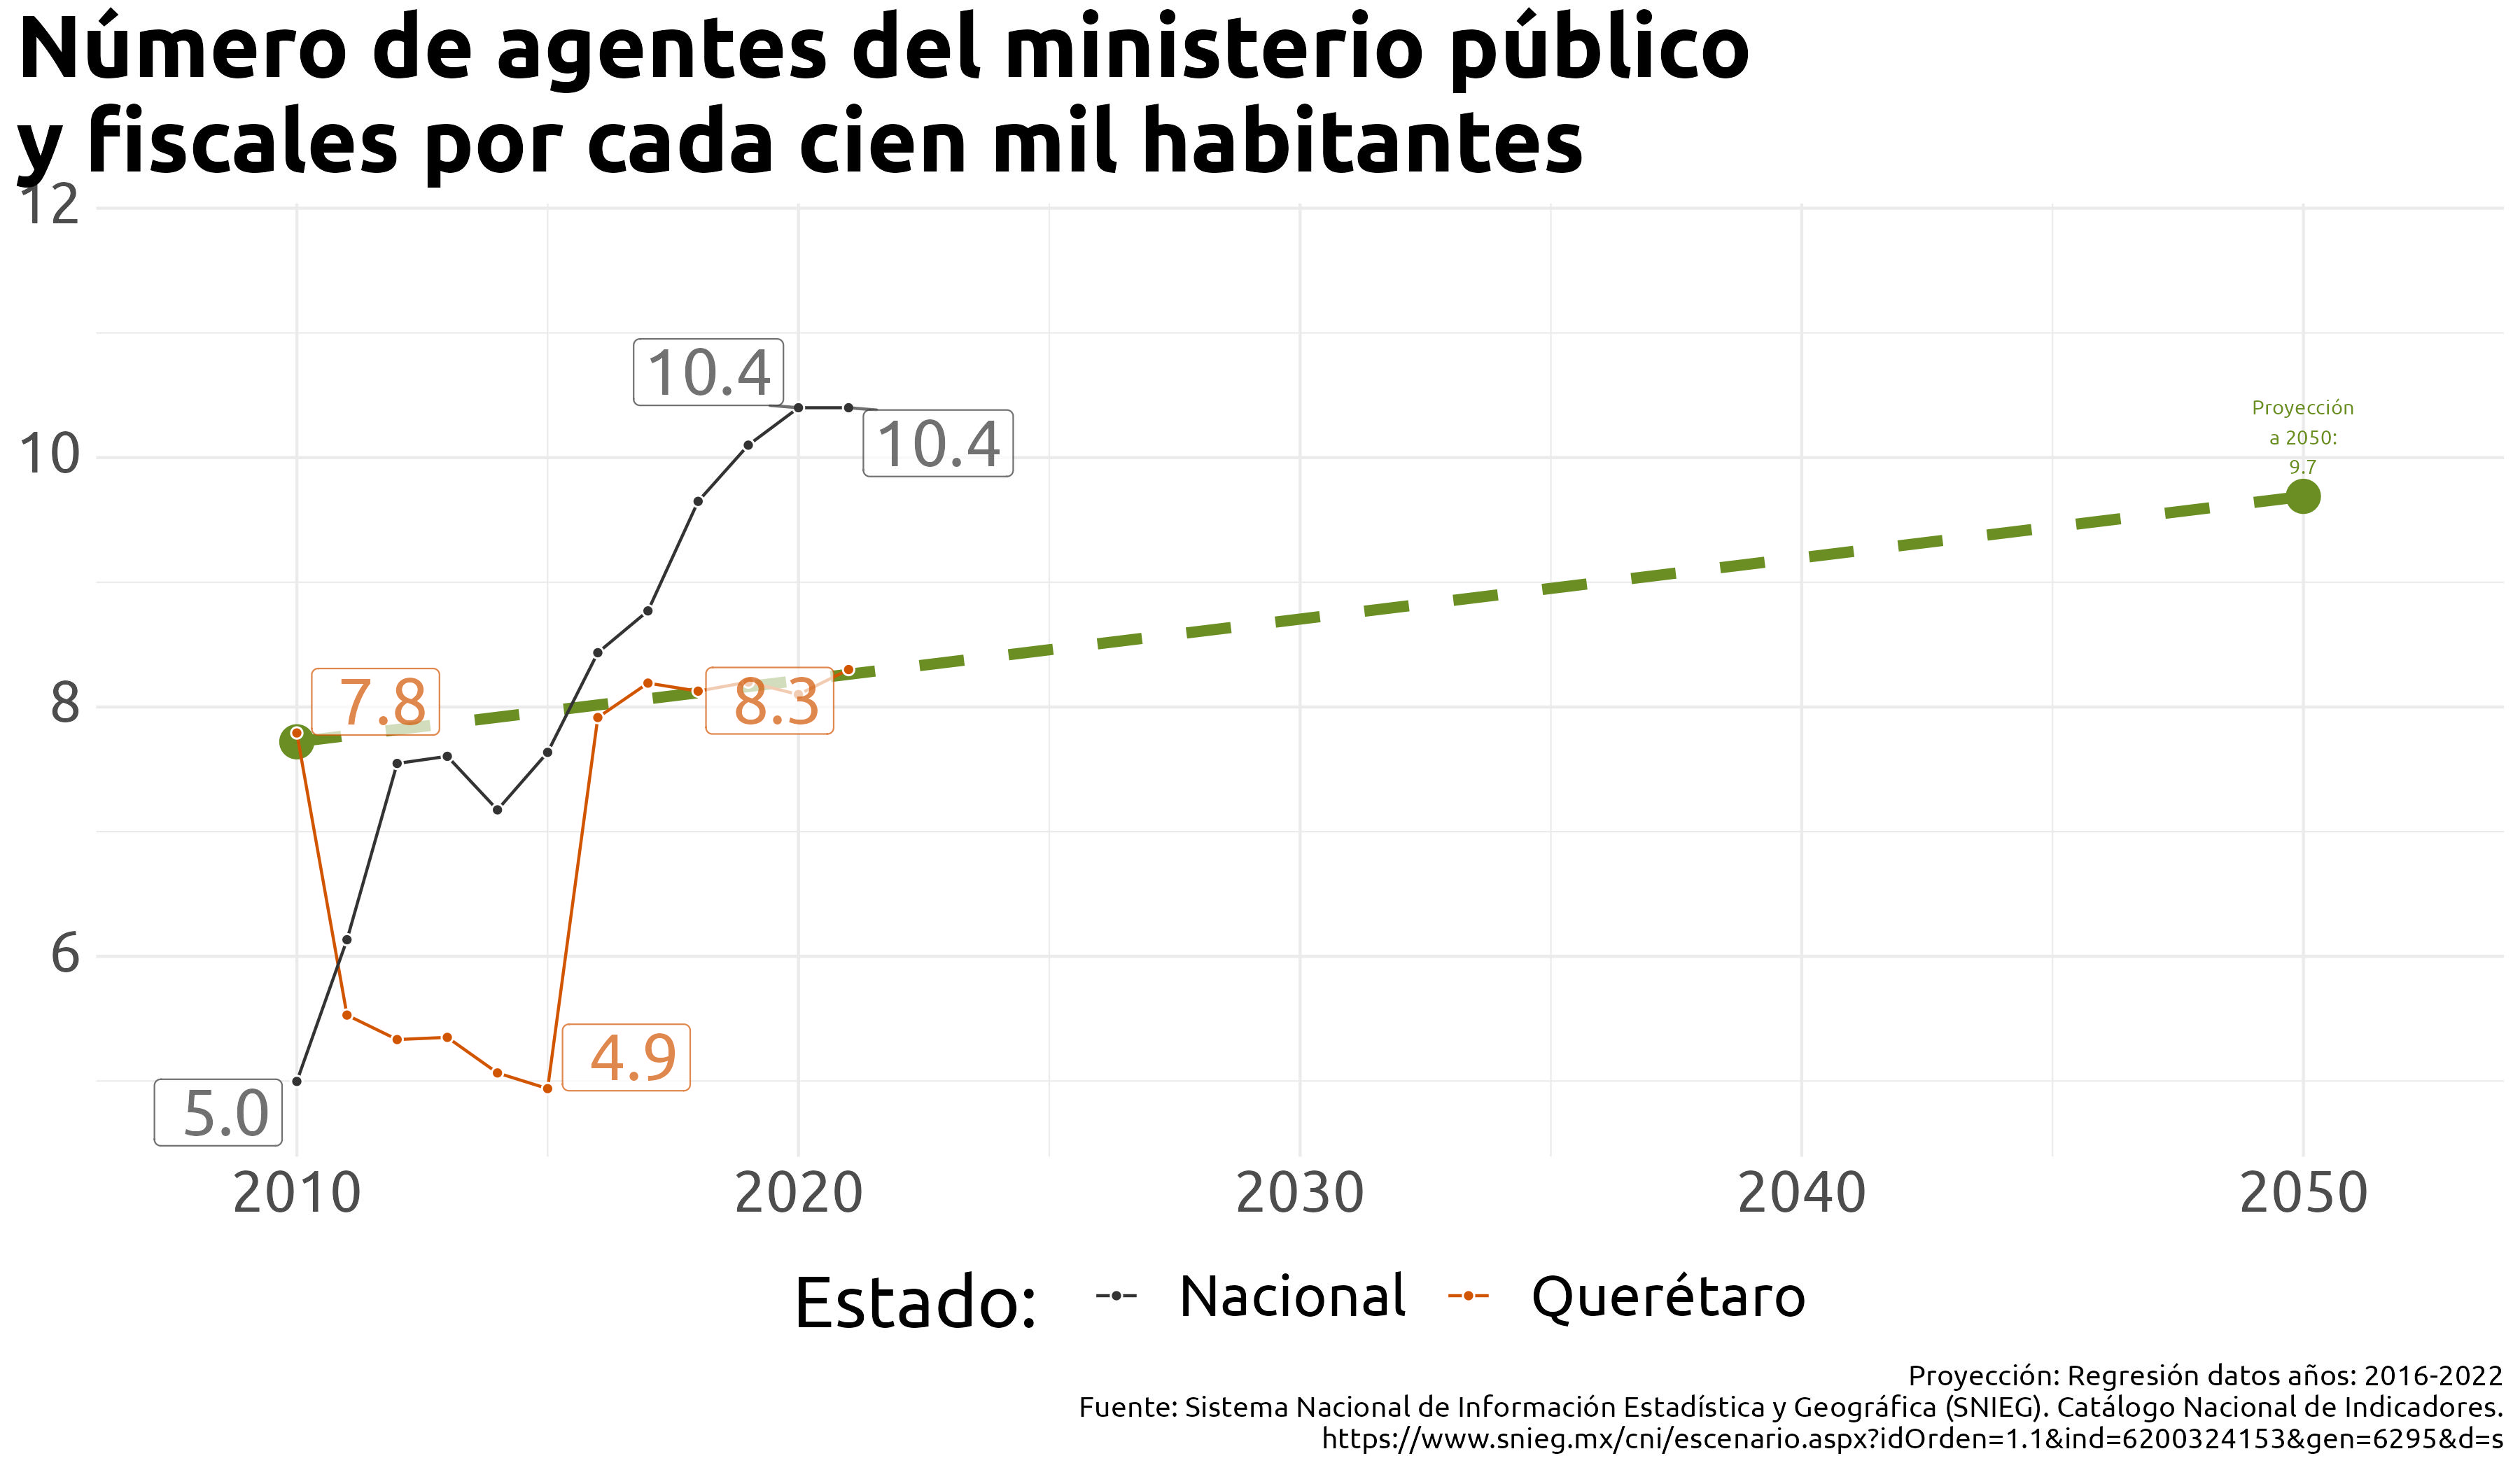 Número de agentes del ministerio público
y fiscales por cada cien mil habitantes
12
10
8
6
10.4
10.4
7.8
8.3
4.9
5.0
Proyección
a 2050:
9.7
2010 2020 2030 2040 2050
Estado: Nacional Querétaro
Proyección: Regresión datos años: 2016-2022
Fuente: Sistema Nacional de Información Estadística y Geográfica (SNIEG). Catálogo Nacional de Indicadores.
https://www.snieg.mx/cni/escenario.aspx?idOrden=1.1&ind=6200324153&gen=6295&d=s